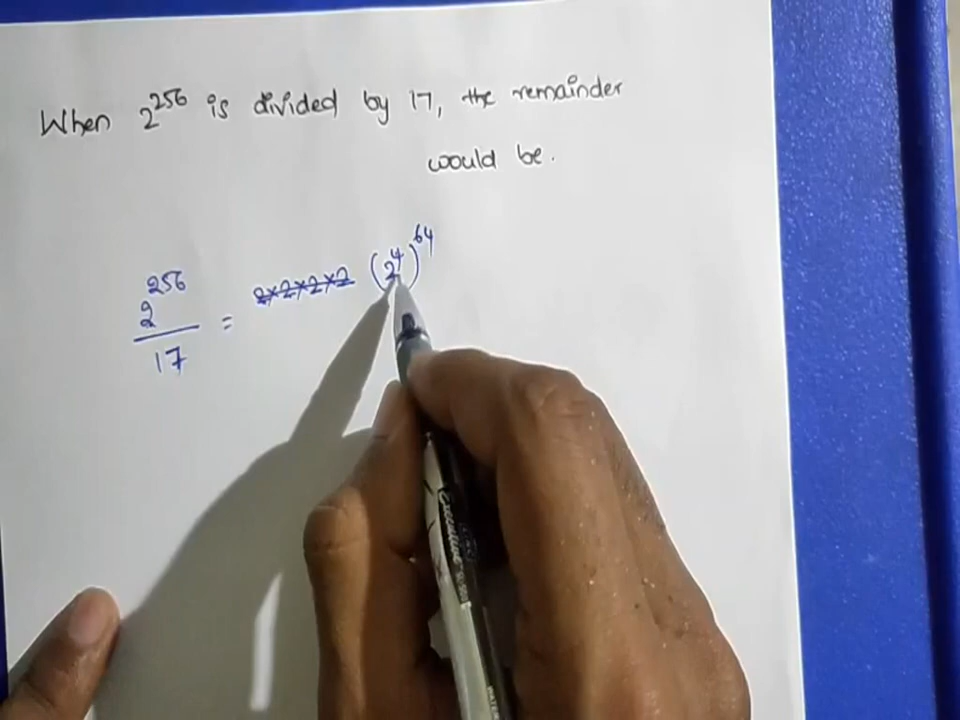 When 2^256 is divided by 17, the remainder
would be.
2^256 / 17 = 2×2×2×2 (2^4)^64
Executive